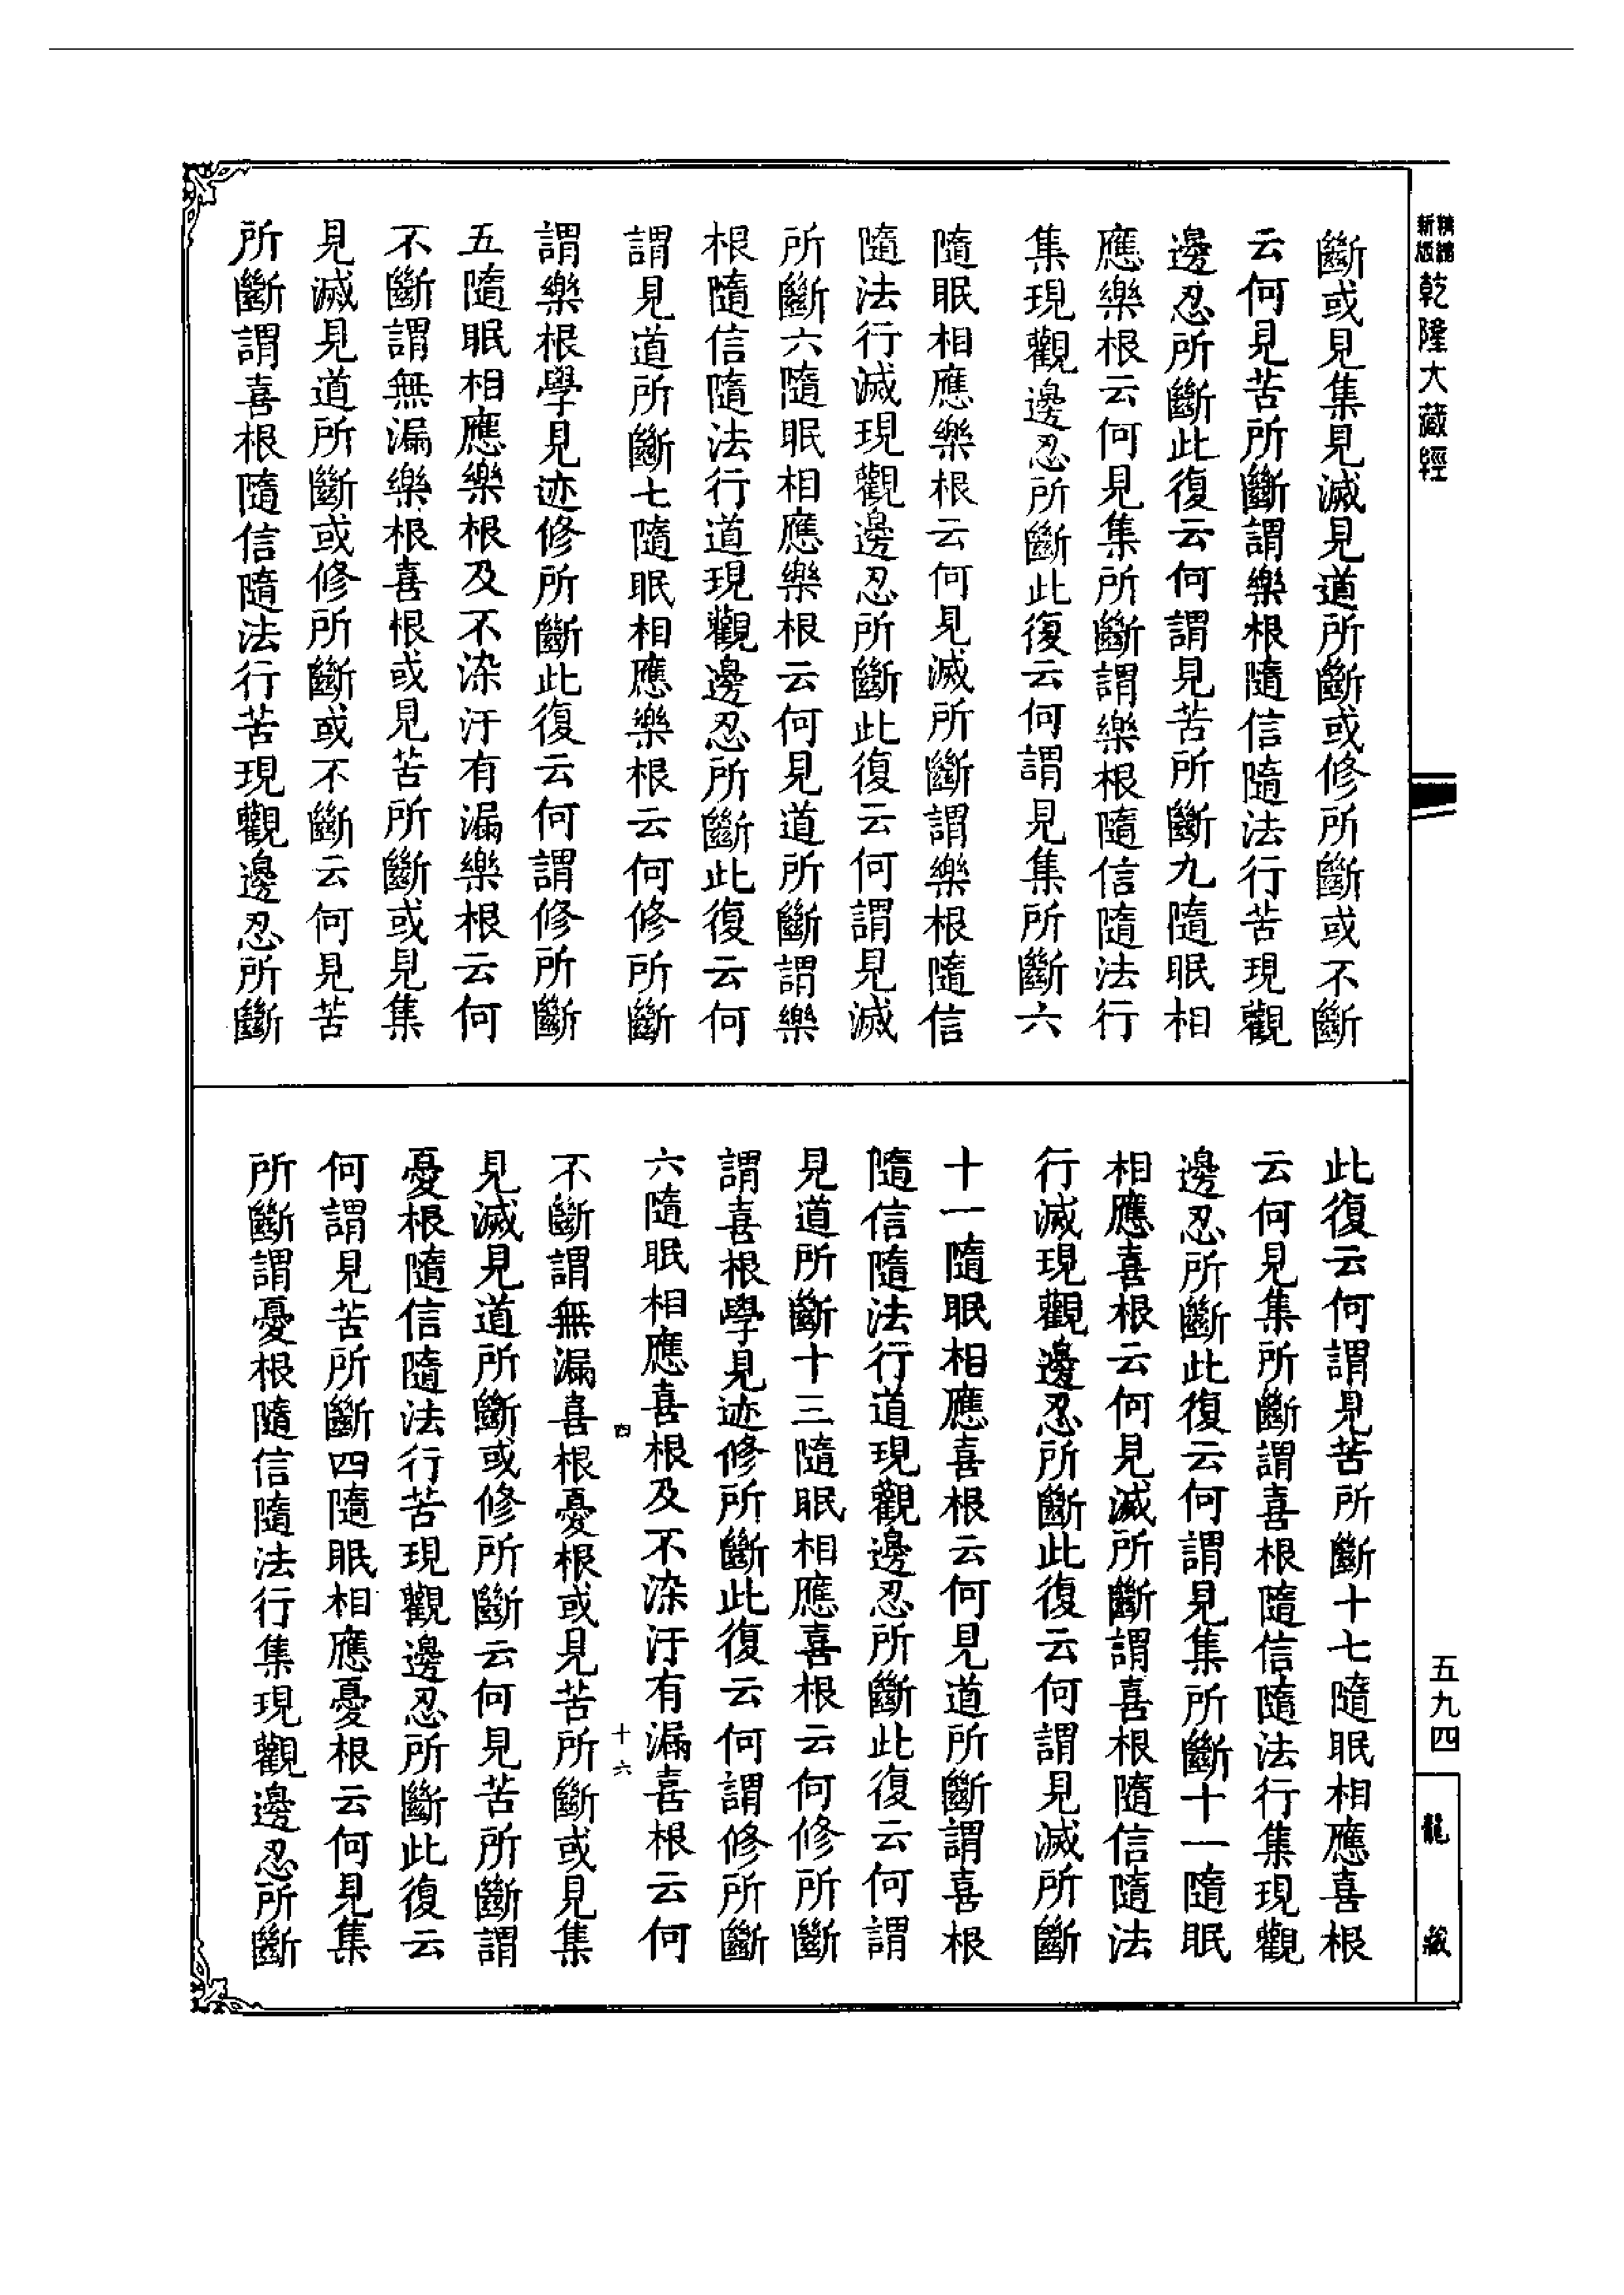 精縮新版乾隆大藏經
斷或見集見滅見道所斷或修所斷或不斷
云何見苦所斷謂樂根隨信隨法行苦現觀
邊忍所斷此復云何謂見苦所斷九隨眠相
應樂根云何見集所斷謂樂根隨信隨法行
集現觀邊忍所斷此復云何謂見集所斷六
隨眠相應樂根云何見滅所斷謂樂根隨信
隨法行滅現觀邊忍所斷此復云何謂見滅
所斷六隨眠相應樂根云何見道所斷謂樂
根隨信隨法行道現觀邊忍所斷此復云何
謂見道所斷七隨眠相應樂根云何修所斷
謂樂根學見迹修所斷此復云何謂修所斷
五隨眠相應樂根及不染汙有漏樂根云何
不斷謂無漏樂根喜根或見苦所斷或見集
見滅見道所斷或修所斷或不斷云何見苦
所斷謂喜根隨信隨法行苦現觀邊忍所斷
此復云何謂見苦所斷十七隨眠相應喜根
云何見集所斷謂喜根隨信隨法行集現觀
邊忍所斷此復云何謂見集所斷十一隨眠
相應喜根云何見滅所斷謂喜根隨信隨法
行滅現觀邊忍所斷此復云何謂見滅所斷
十一隨眠相應喜根云何見道所斷謂喜根
隨信隨法行道現觀邊忍所斷此復云何謂
見道所斷十三隨眠相應喜根云何修所斷
謂喜根學見迹修所斷此復云何謂修所斷
六隨眠相應喜根及不染汙有漏喜根云何
四 十六
不斷謂無漏喜根憂根或見苦所斷或見集
見滅見道所斷或修所斷云何見苦所斷謂
憂根隨信隨法行苦現觀邊忍所斷此復云
何謂見苦所斷四隨眠相應憂根云何見集
所斷謂憂根隨信隨法行集現觀邊忍所斷
五九四
龍藏